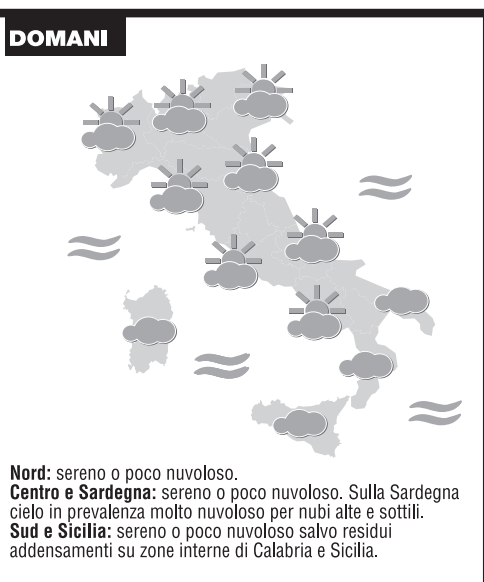 DOMANI
Nord: sereno o poco nuvoloso.
Centro e Sardegna: sereno o poco nuvoloso. Sulla Sardegna
cielo in prevalenza molto nuvoloso per nubi alte e sottili.
Sud e Sicilia: sereno o poco nuvoloso salvo residui
addensamenti su zone interne di Calabria e Sicilia.